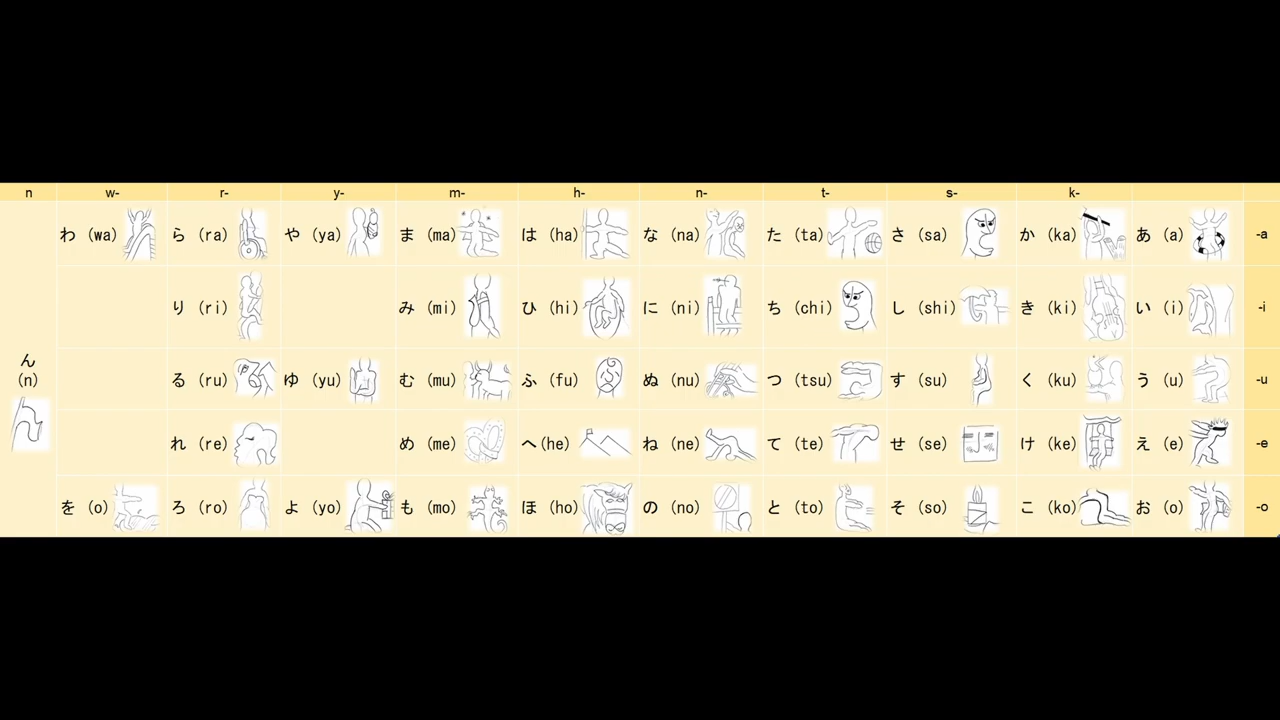 n w- r- y- m- h- n- t- s- k-
わ (wa) ら (ra) や (ya) ま (ma) は (ha) な (na) た (ta) さ (sa) か (ka) あ (a) -a
り (ri) み (mi) ひ (hi) に (ni) ち (chi) し (shi) き (ki) い (i) -i
ん (n) る (ru) ゆ (yu) む (mu) ふ (fu) ぬ (nu) つ (tsu) す (su) く (ku) う (u) -u
れ (re) め (me) へ (he) ね (ne) て (te) せ (se) け (ke) え (e) -e
を (o) ろ (ro) よ (yo) も (mo) ほ (ho) の (no) と (to) そ (so) こ (ko) お (o) -o